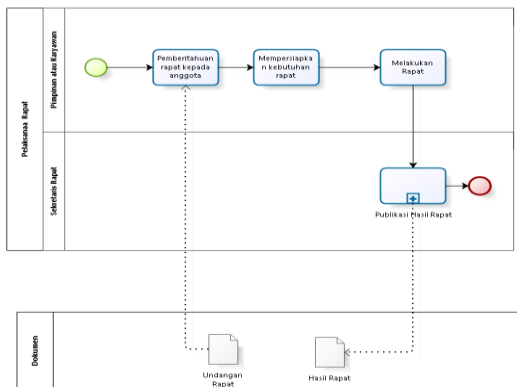 Pelaksanaa Rapat
Pimpinan atau Karyawan
Pemberitahuan
rapat kepada
anggota
Mempersiapka
n kebutuhan
rapat
Melakukan
Rapat
Sekretaris Rapat
Publikasi Hasil Rapat
Dokumen
Undangan
Rapat
Hasil Rapat